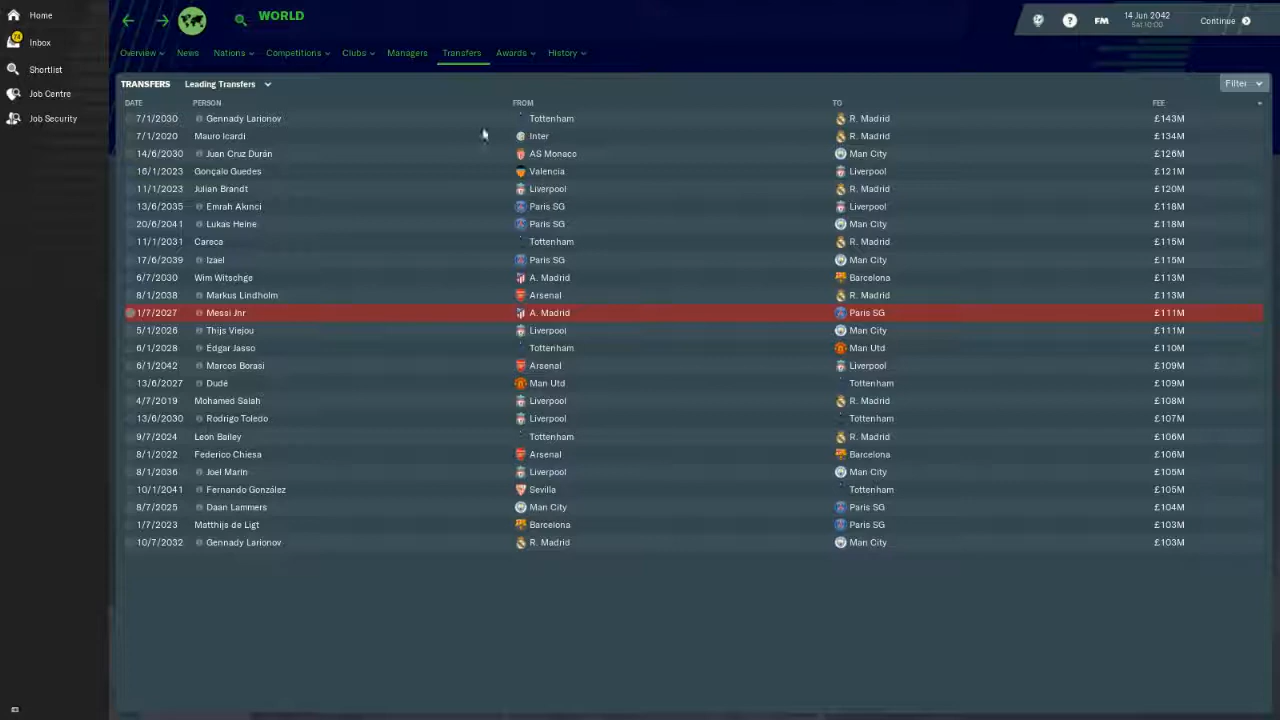 Home
Inbox
74
Shortlist
Job Centre
Job Security
WORLD
?
FM
14 Jun 2042
Sat 10:00
Continue
Overview News Nations Competitions Clubs Managers Transfers Awards History
TRANSFERS Leading Transfers
Filter
DATE PERSON FROM TO FEE
7/1/2030 Gennady Larionov Tottenham R. Madrid £143M
7/1/2020 Mauro Icardi Inter R. Madrid £134M
14/6/2030 Juan Cruz Durán AS Monaco Man City £126M
16/1/2023 Gonçalo Guedes Valencia Liverpool £121M
11/1/2023 Julian Brandt Liverpool R. Madrid £120M
13/6/2035 Emrah Akıncı Paris SG Liverpool £118M
20/6/2041 Lukas Heine Paris SG Man City £118M
11/1/2031 Careca Tottenham R. Madrid £115M
17/6/2039 Izael Paris SG Man City £115M
6/7/2030 Wim Witschge A. Madrid Barcelona £113M
8/1/2038 Markus Lindholm Arsenal R. Madrid £113M
1/7/2027 Messi Jnr A. Madrid Paris SG £111M
5/1/2026 Thijs Viejou Liverpool Man City £111M
6/1/2028 Edgar Jasso Tottenham Man Utd £110M
6/1/2042 Marcos Borasi Arsenal Liverpool £109M
13/6/2027 Dudé Man Utd Tottenham £109M
4/7/2019 Mohamed Salah Liverpool R. Madrid £108M
13/6/2030 Rodrigo Toledo Liverpool Tottenham £107M
9/7/2024 Leon Bailey Tottenham R. Madrid £106M
8/1/2022 Federico Chiesa Arsenal Barcelona £106M
8/1/2036 Joel Marín Liverpool Man City £105M
10/1/2041 Fernando González Sevilla Tottenham £105M
8/7/2025 Daan Lammers Man City Paris SG £104M
1/7/2023 Matthijs de Ligt Barcelona Paris SG £103M
10/7/2032 Gennady Larionov R. Madrid Man City £103M